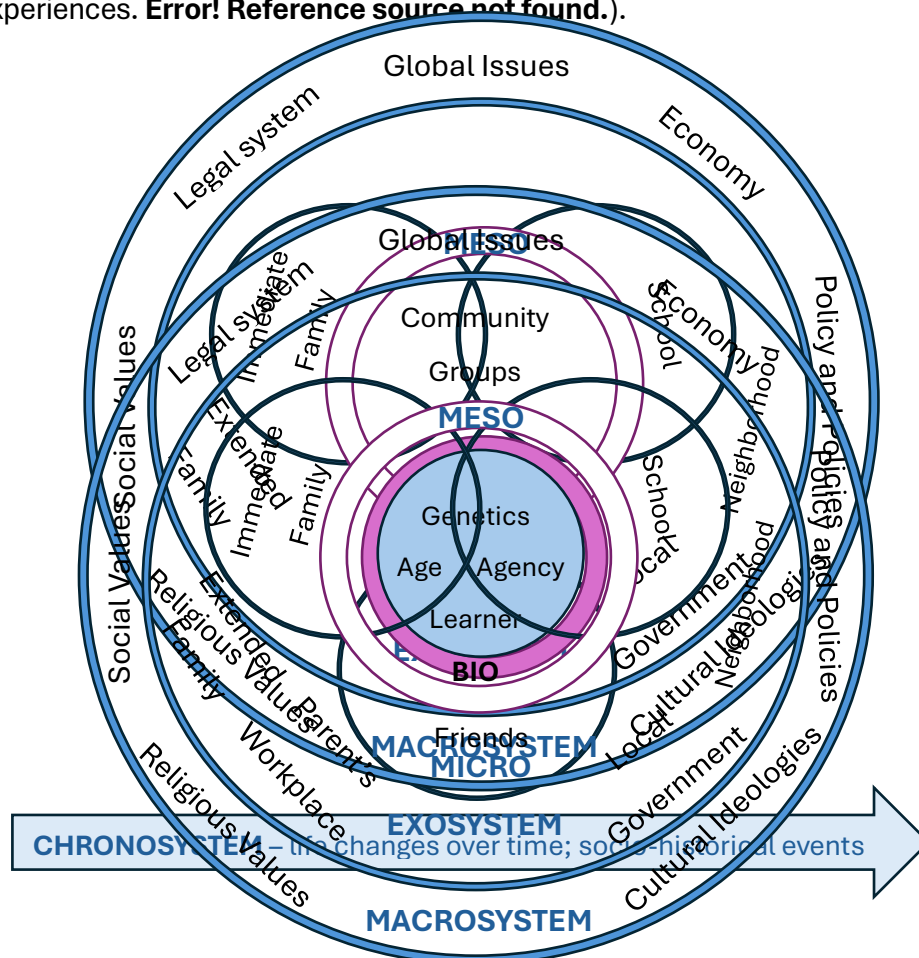 xperiences. Error! Reference source not found.).
Global Issues
Legal system
Economy
Global Issues
MESO
Legal system
Immediate
Family
School
Economy
Policy and Policies
Social Values
Community
Groups
Neighborhood
MESO
Extended
Family
Immediate
Family
School
Policy and Policies
Social Values
Genetics
Age
Agency
Learner
BIO
ocat
Government
Cultural Ideologies
Neighborhood
Religious Values
Extended
Family
Parent's
Workplace
Friends
MACROSYSTEM
MICRO
Local
Government
EXOSYSTEM
CHRONOSYSTEM – life changes over time; socio-historical events
Religious Values
Cultural Ideologies
MACROSYSTEM